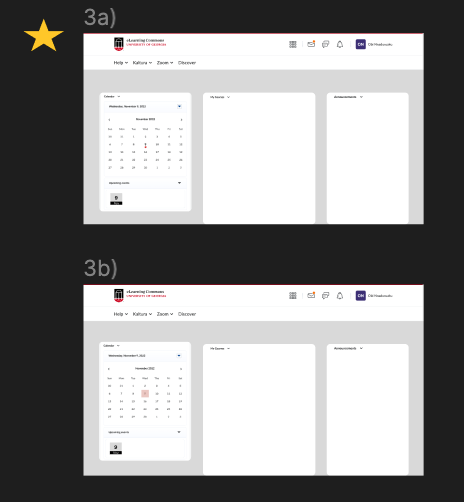 3a)
eLearning Commons
UNIVERSITY OF GEORGIA
OH
Help Kaltura Zoom Discover
Calendar
My Courses
Announcements
Wednesday, November 9, 2022
November 2022
Sun Mon Tue Wed Thu Fri Sat
30 31 1 2 3 4 5
6 7 8 9 10 11 12
13 14 15 16 17 18 19
20 21 22 23 24 25 26
27 28 29 30 1 2 3
Upcoming events
9
3b)
eLearning Commons
UNIVERSITY OF GEORGIA
OH
Help Kaltura Zoom Discover
Calendar
My Courses
Announcements
Wednesday, November 9, 2022
November 2022
Sun Mon Tue Wed Thu Fri Sat
30 31 1 2 3 4 5
6 7 8 9 10 11 12
13 14 15 16 17 18 19
20 21 22 23 24 25 26
27 28 29 30 1 2 3
Upcoming events
9